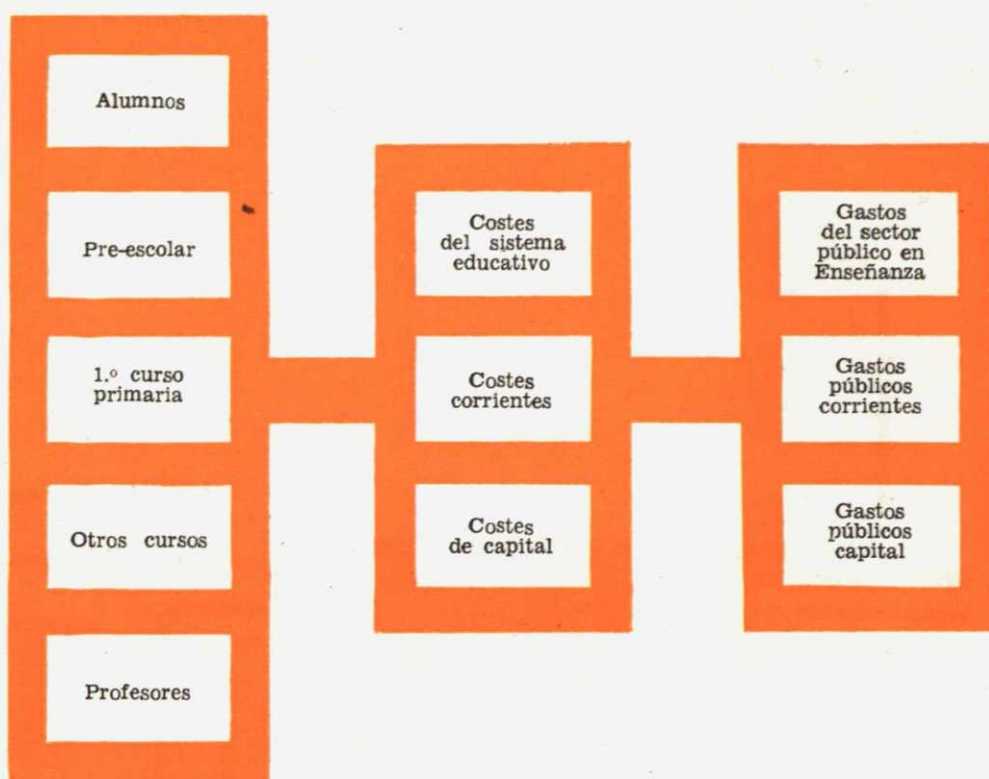 Alumnos
Pre-escolar
1.º curso
primaria
Otros cursos
Profesores
Costes
del sistema
educativo
Costes
corrientes
Costes
de capital
Gastos
del sector
público en
Enseñanza
Gastos
públicos
corrientes
Gastos
públicos
capital